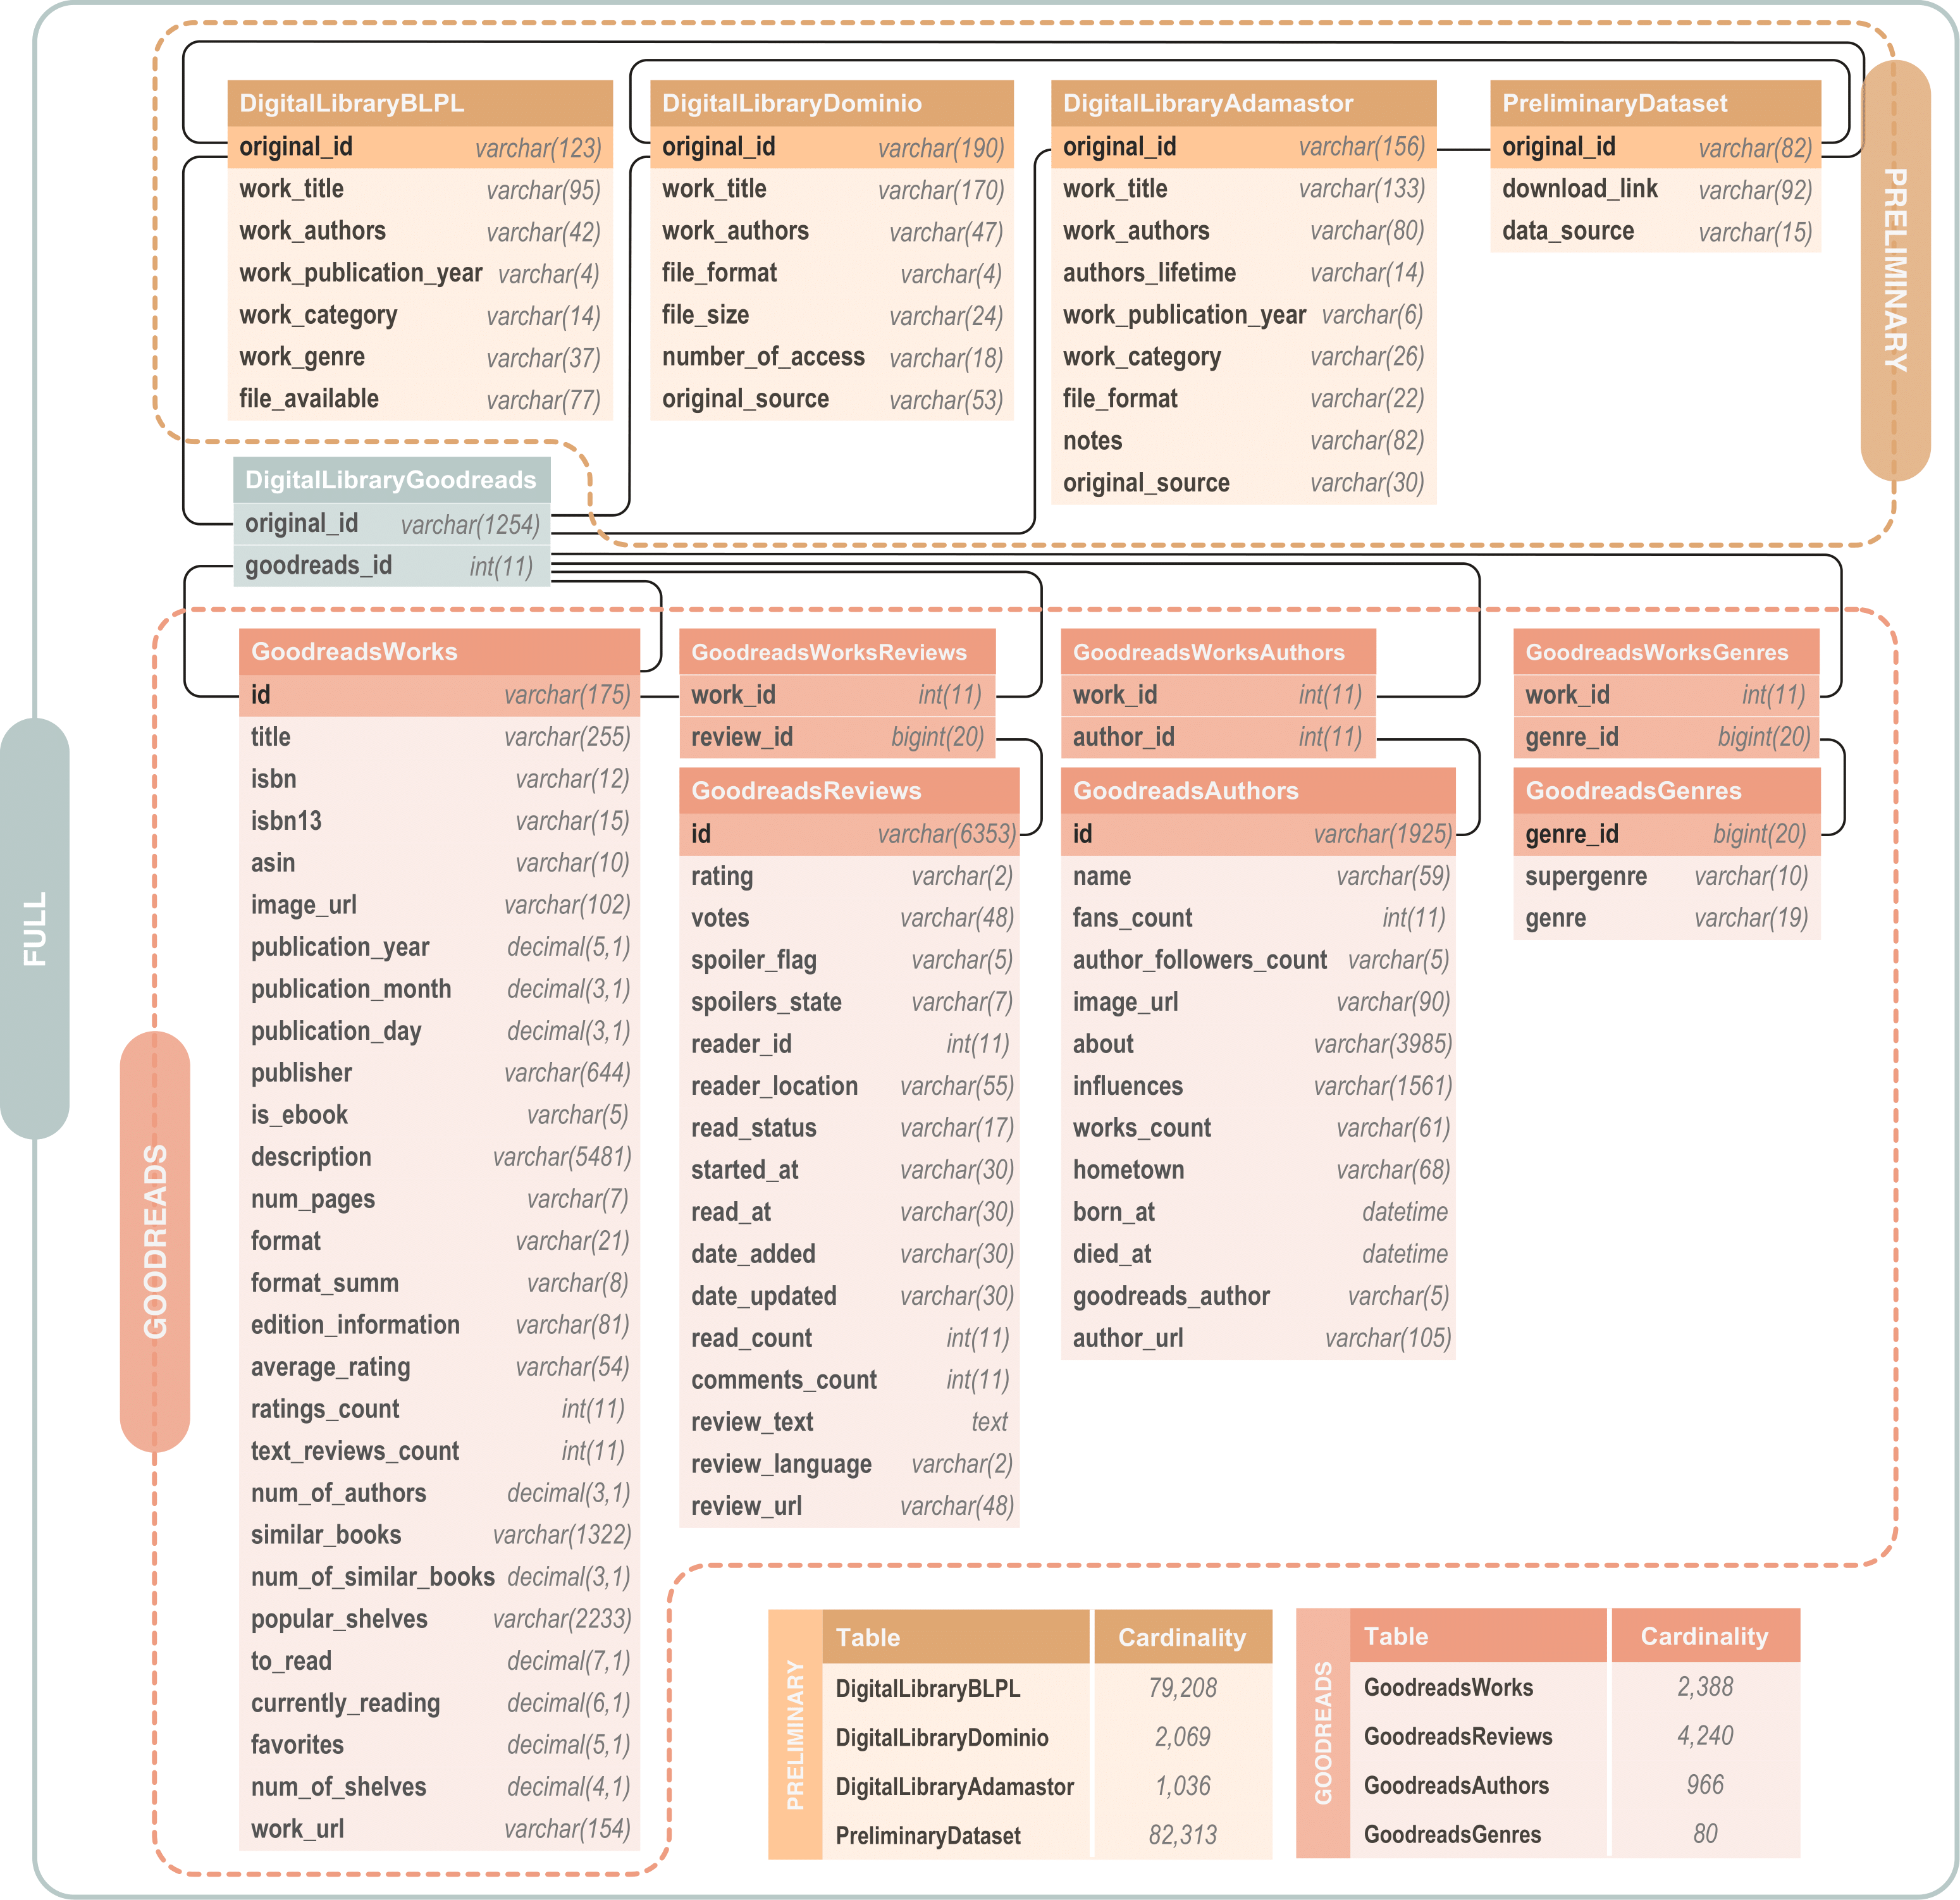 DigitalLibraryBLPL
original_id varchar(123)
work_title varchar(95)
work_authors varchar(42)
work_publication_year varchar(4)
work_category varchar(14)
work_genre varchar(37)
file_available varchar(77)
DigitalLibraryDominio
original_id varchar(190)
work_title varchar(170)
work_authors varchar(47)
file_format varchar(4)
file_size varchar(24)
number_of_access varchar(18)
original_source varchar(53)
DigitalLibraryAdamastor
original_id varchar(156)
work_title varchar(133)
work_authors varchar(80)
authors_lifetime varchar(14)
work_publication_year varchar(6)
work_category varchar(26)
file_format varchar(22)
notes varchar(82)
original_source varchar(30)
PreliminaryDataset
original_id varchar(82)
download_link varchar(92)
data_source varchar(15)
PRELIMINARY
DigitalLibraryGoodreads
original_id varchar(1254)
goodreads_id int(11)
FULL
GOODREADS
GoodreadsWorks
id varchar(175)
title varchar(255)
isbn varchar(12)
isbn13 varchar(15)
asin varchar(10)
image_url varchar(102)
publication_year decimal(5,1)
publication_month decimal(3,1)
publication_day decimal(3,1)
publisher varchar(644)
is_ebook varchar(5)
description varchar(5481)
num_pages varchar(7)
format varchar(21)
format_summ varchar(8)
edition_information varchar(81)
average_rating varchar(54)
ratings_count int(11)
text_reviews_count int(11)
num_of_authors decimal(3,1)
similar_books varchar(1322)
num_of_similar_books decimal(3,1)
popular_shelves varchar(2233)
to_read decimal(7,1)
currently_reading decimal(6,1)
favorites decimal(5,1)
num_of_shelves decimal(4,1)
work_url varchar(154)
GoodreadsWorksReviews
work_id int(11)
review_id bigint(20)
GoodreadsReviews
id varchar(6353)
rating varchar(2)
votes varchar(48)
spoiler_flag varchar(5)
spoilers_state varchar(7)
reader_id int(11)
reader_location varchar(55)
read_status varchar(17)
started_at varchar(30)
read_at varchar(30)
date_added varchar(30)
date_updated varchar(30)
read_count int(11)
comments_count int(11)
review_text text
review_language varchar(2)
review_url varchar(48)
GoodreadsWorksAuthors
work_id int(11)
author_id int(11)
GoodreadsAuthors
id varchar(1925)
name varchar(59)
fans_count int(11)
author_followers_count varchar(5)
image_url varchar(90)
about varchar(3985)
influences varchar(1561)
works_count varchar(61)
hometown varchar(68)
born_at datetime
died_at datetime
goodreads_author varchar(5)
author_url varchar(105)
GoodreadsWorksGenres
work_id int(11)
genre_id bigint(20)
GoodreadsGenres
genre_id bigint(20)
supergenre varchar(10)
genre varchar(19)
PRELIMINARY
Table Cardinality
DigitalLibraryBLPL 79,208
DigitalLibraryDominio 2,069
DigitalLibraryAdamastor 1,036
PreliminaryDataset 82,313
GOODREADS
Table Cardinality
GoodreadsWorks 2,388
GoodreadsReviews 4,240
GoodreadsAuthors 966
GoodreadsGenres 80